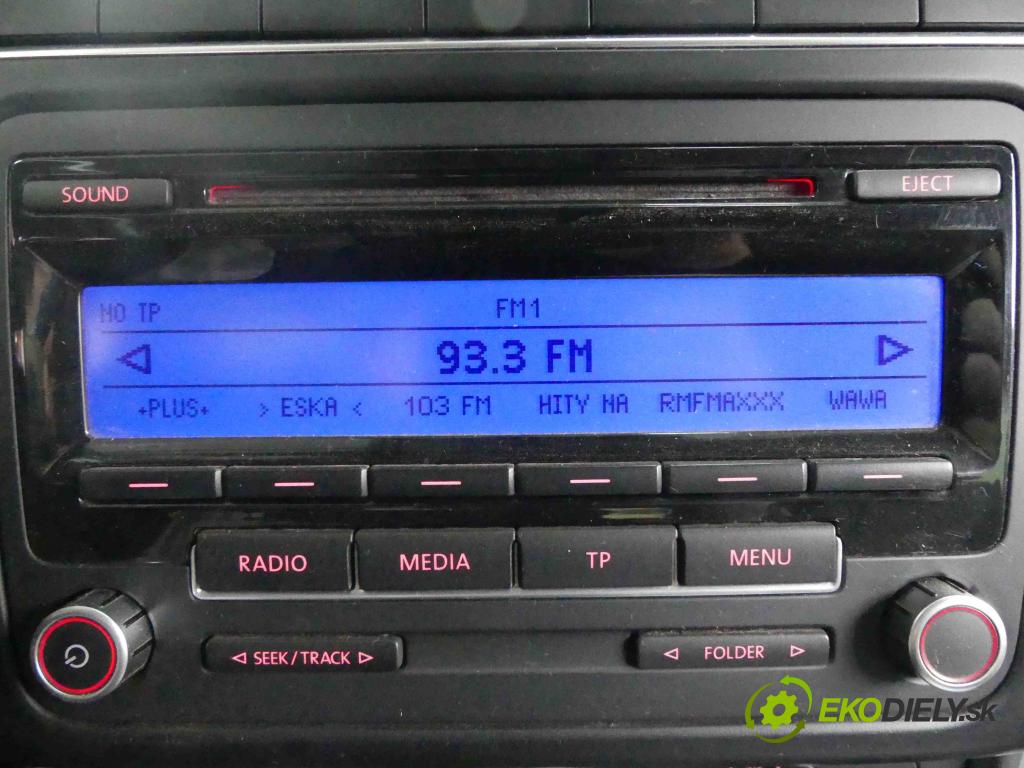 SOUND
EJECT
NO TP FM1
93.3 FM
+PLUS+ > ESKA < 103 FM HITY NA RMFMAXXX WAWA
RADIO MEDIA TP MENU
SEEK/TRACK FOLDER
EKODIELY.sk